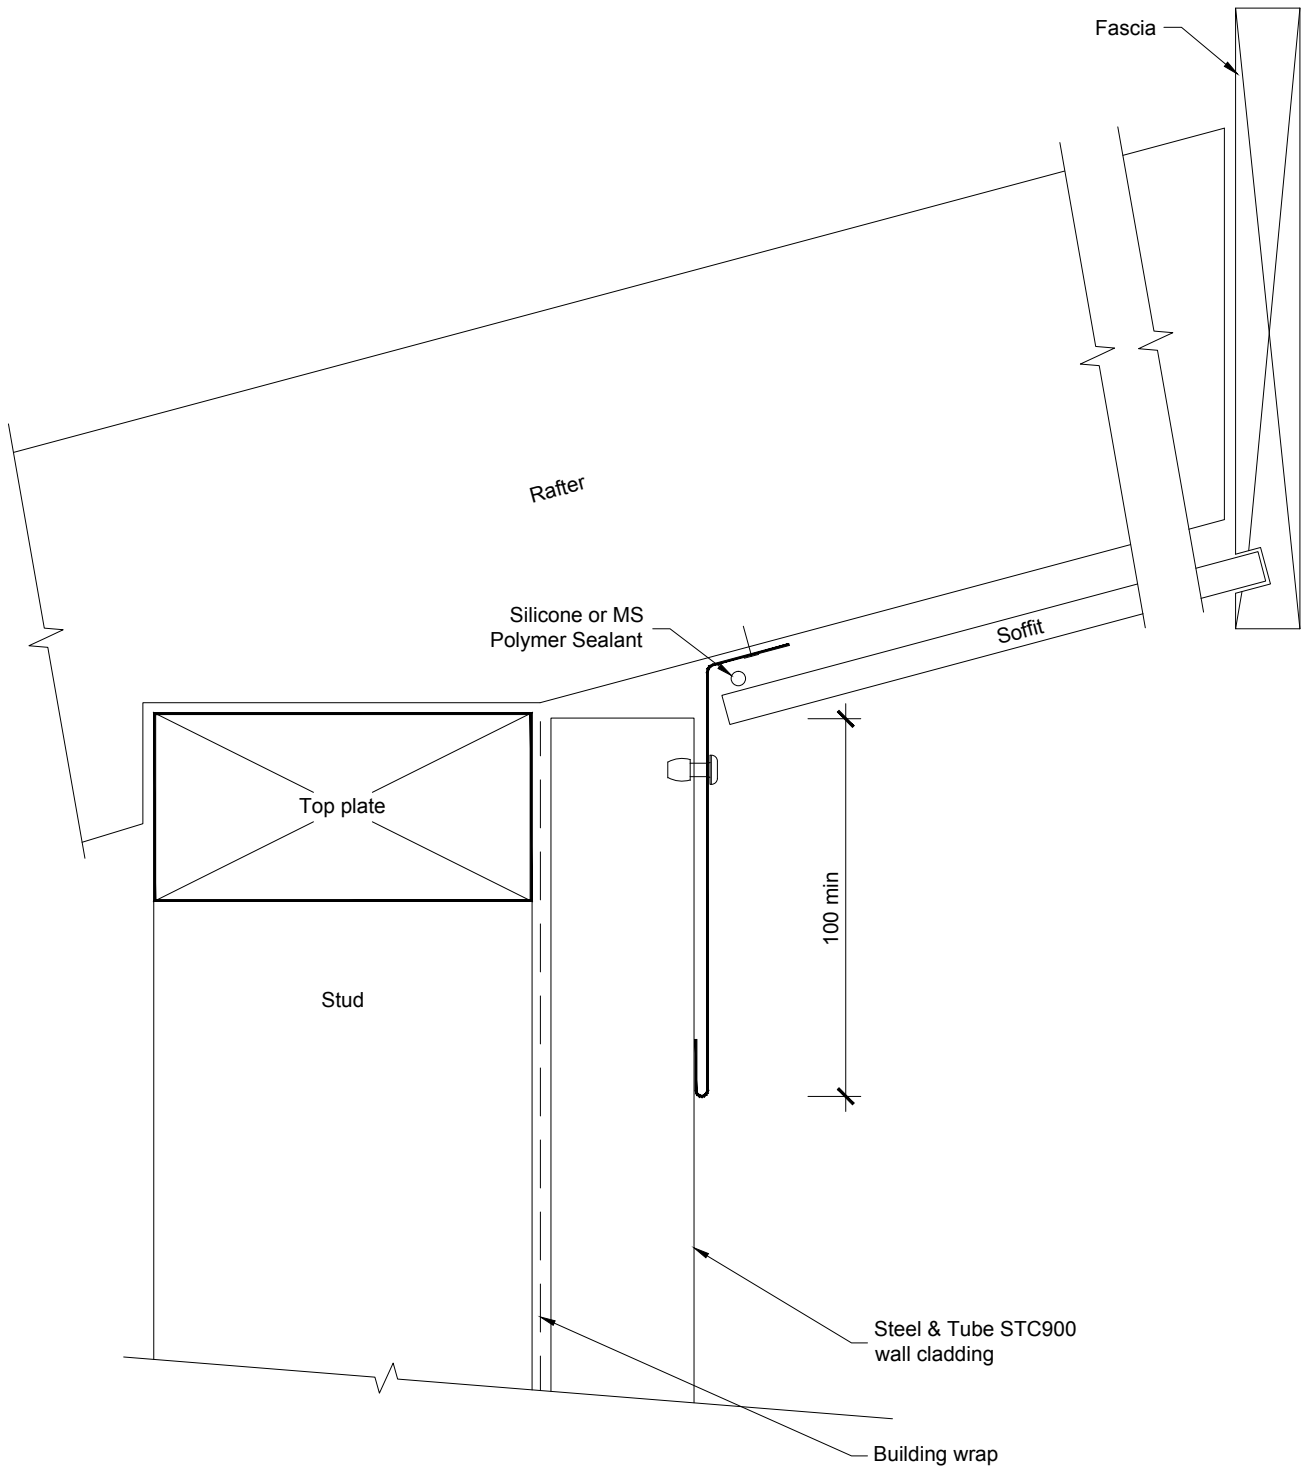 Fascia
Rafter
Silicone or MS
Polymer Sealant
Soffit
Top plate
100 min
Stud
Steel & Tube STC900
wall cladding
Building wrap